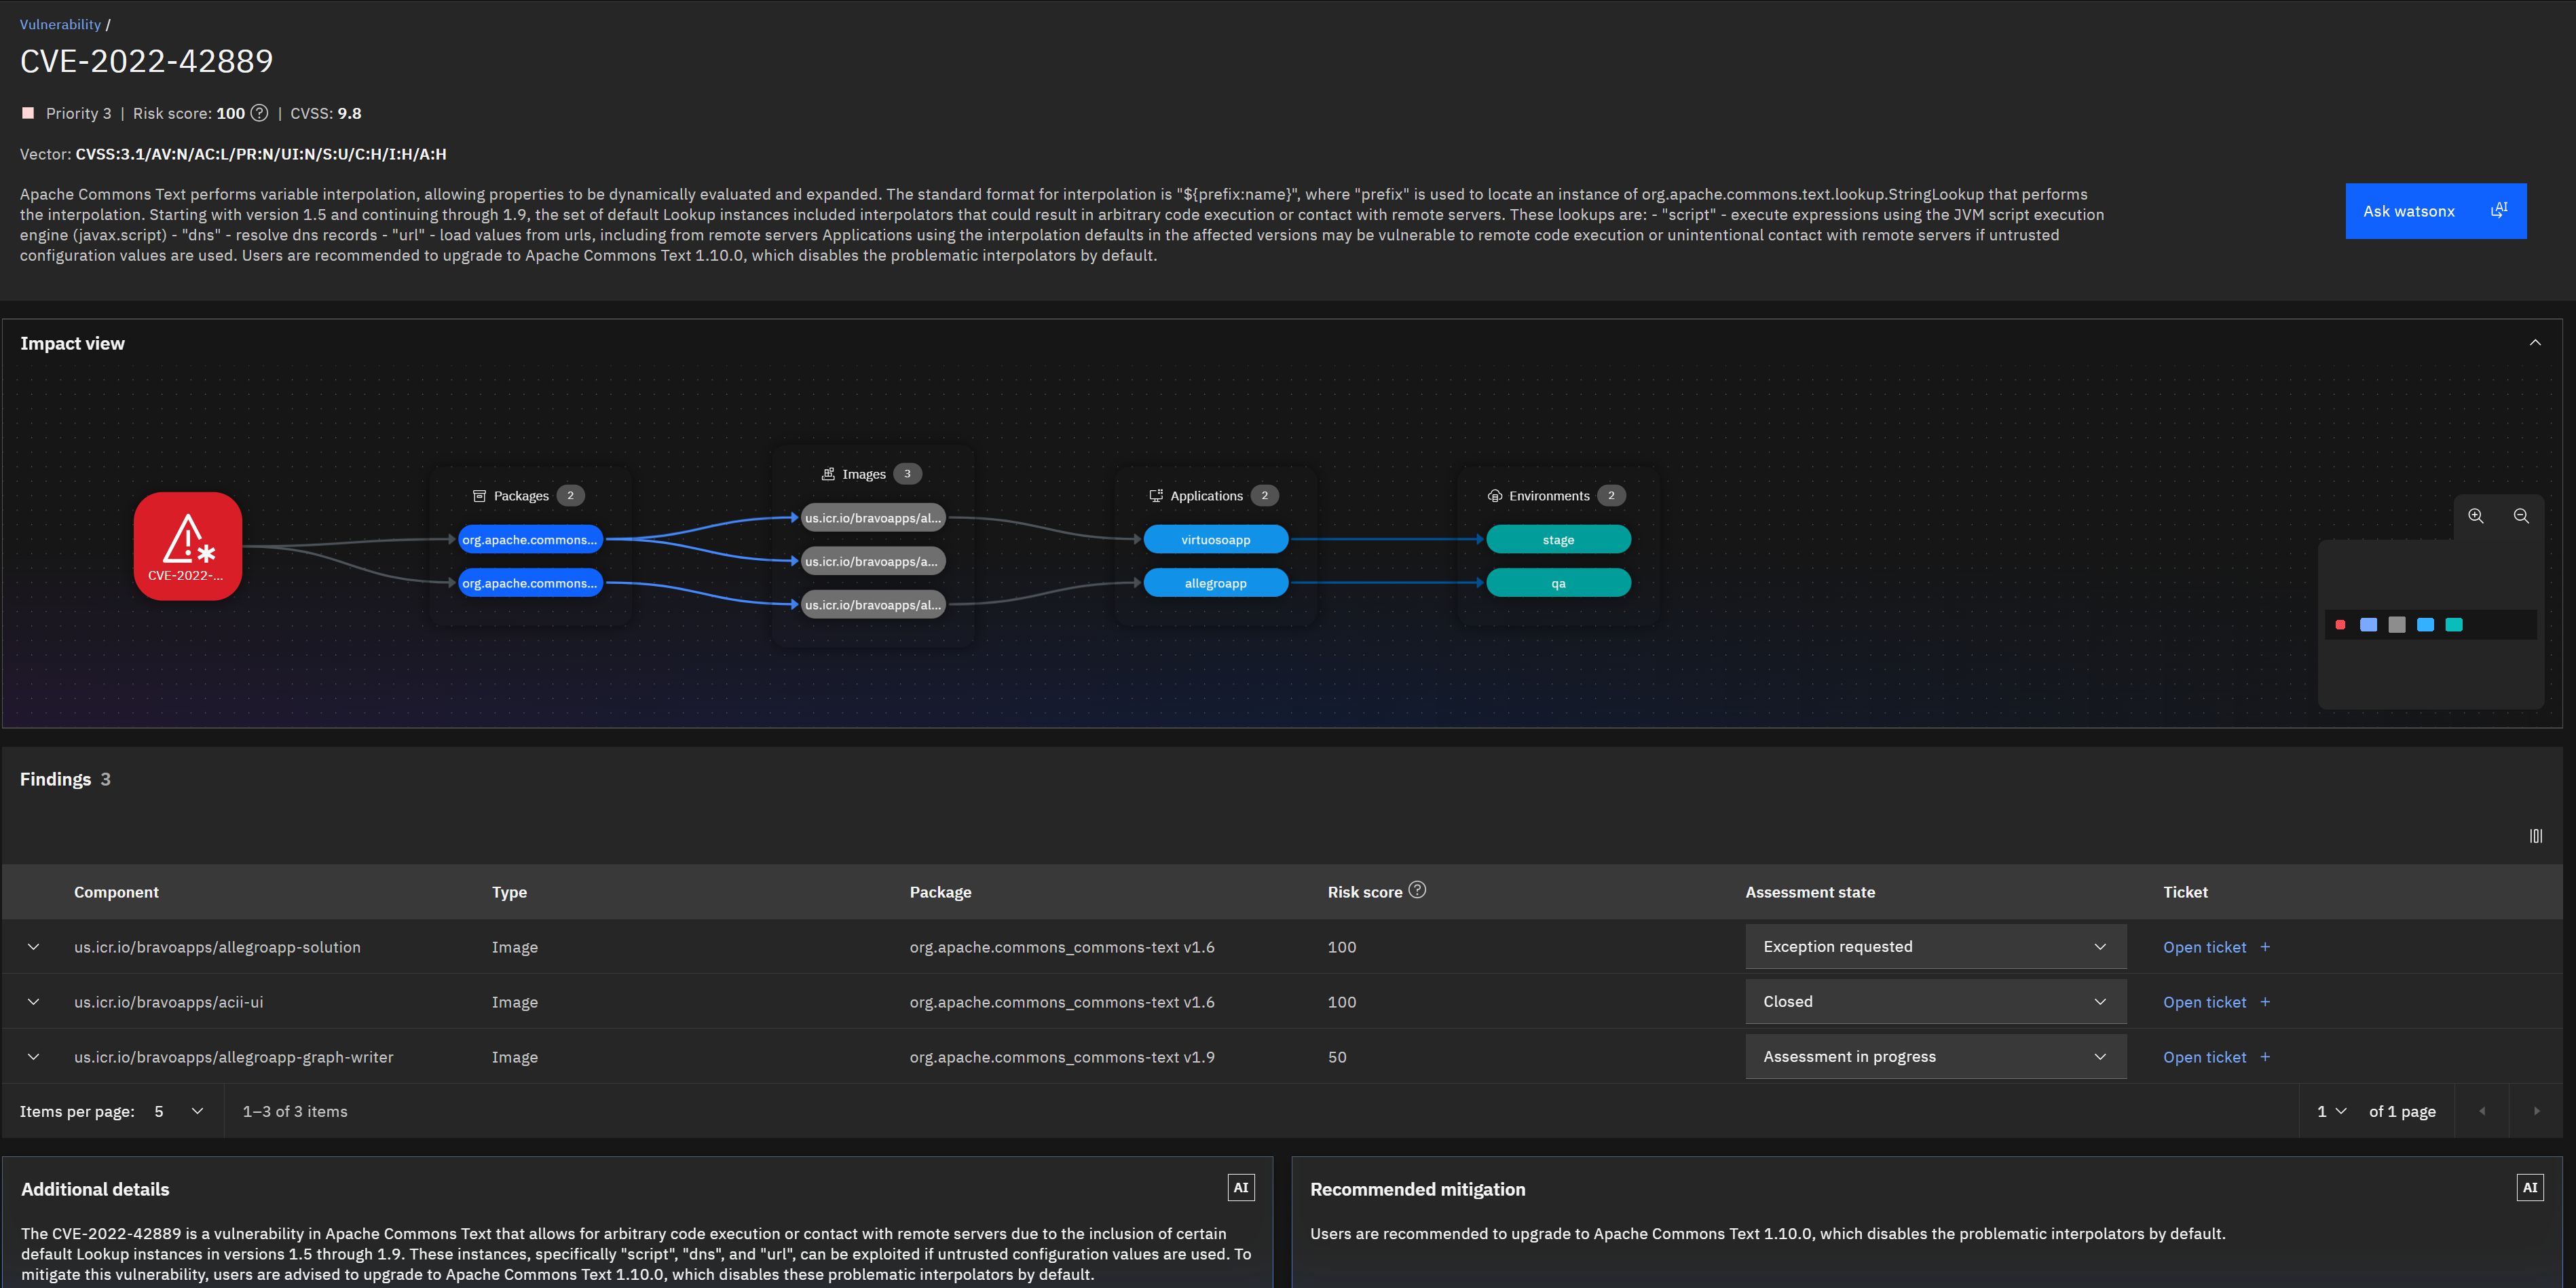 Vulnerability /
CVE-2022-42889
Priority 3 | Risk score: 100 | CVSS: 9.8
Vector: CVSS:3.1/AV:N/AC:L/PR:N/UI:N/S:U/C:H/I:H/A:H
Apache Commons Text performs variable interpolation, allowing properties to be dynamically evaluated and expanded. The standard format for interpolation is "${prefix:name}", where "prefix" is used to locate an instance of org.apache.commons.text.lookup.StringLookup that performs
the interpolation. Starting with version 1.5 and continuing through 1.9, the set of default Lookup instances included interpolators that could result in arbitrary code execution or contact with remote servers. These lookups are: - "script" - execute expressions using the JVM script execution
engine (javax.script) - "dns" - resolve dns records - "url" - load values from urls, including from remote servers Applications using the interpolation defaults in the affected versions may be vulnerable to remote code execution or unintentional contact with remote servers if untrusted
configuration values are used. Users are recommended to upgrade to Apache Commons Text 1.10.0, which disables the problematic interpolators by default.
Ask watsonx AI
Impact view
CVE-2022-...
Packages 2
org.apache.commons...
org.apache.commons...
Images 3
us.icr.io/bravoapps/al...
us.icr.io/bravoapps/a...
us.icr.io/bravoapps/al...
Applications 2
virtuosoapp
allegroapp
Environments 2
stage
qa
Findings 3
Component Type Package Risk score Assessment state Ticket
us.icr.io/bravoapps/allegroapp-solution Image org.apache.commons_commons-text v1.6 100 Exception requested Open ticket +
us.icr.io/bravoapps/acii-ui Image org.apache.commons_commons-text v1.6 100 Closed Open ticket +
us.icr.io/bravoapps/allegroapp-graph-writer Image org.apache.commons_commons-text v1.9 50 Assessment in progress Open ticket +
Items per page: 5 1–3 of 3 items 1 of 1 page
Additional details AI
The CVE-2022-42889 is a vulnerability in Apache Commons Text that allows for arbitrary code execution or contact with remote servers due to the inclusion of certain
default Lookup instances in versions 1.5 through 1.9. These instances, specifically "script", "dns", and "url", can be exploited if untrusted configuration values are used. To
mitigate this vulnerability, users are advised to upgrade to Apache Commons Text 1.10.0, which disables these problematic interpolators by default.
Recommended mitigation AI
Users are recommended to upgrade to Apache Commons Text 1.10.0, which disables the problematic interpolators by default.